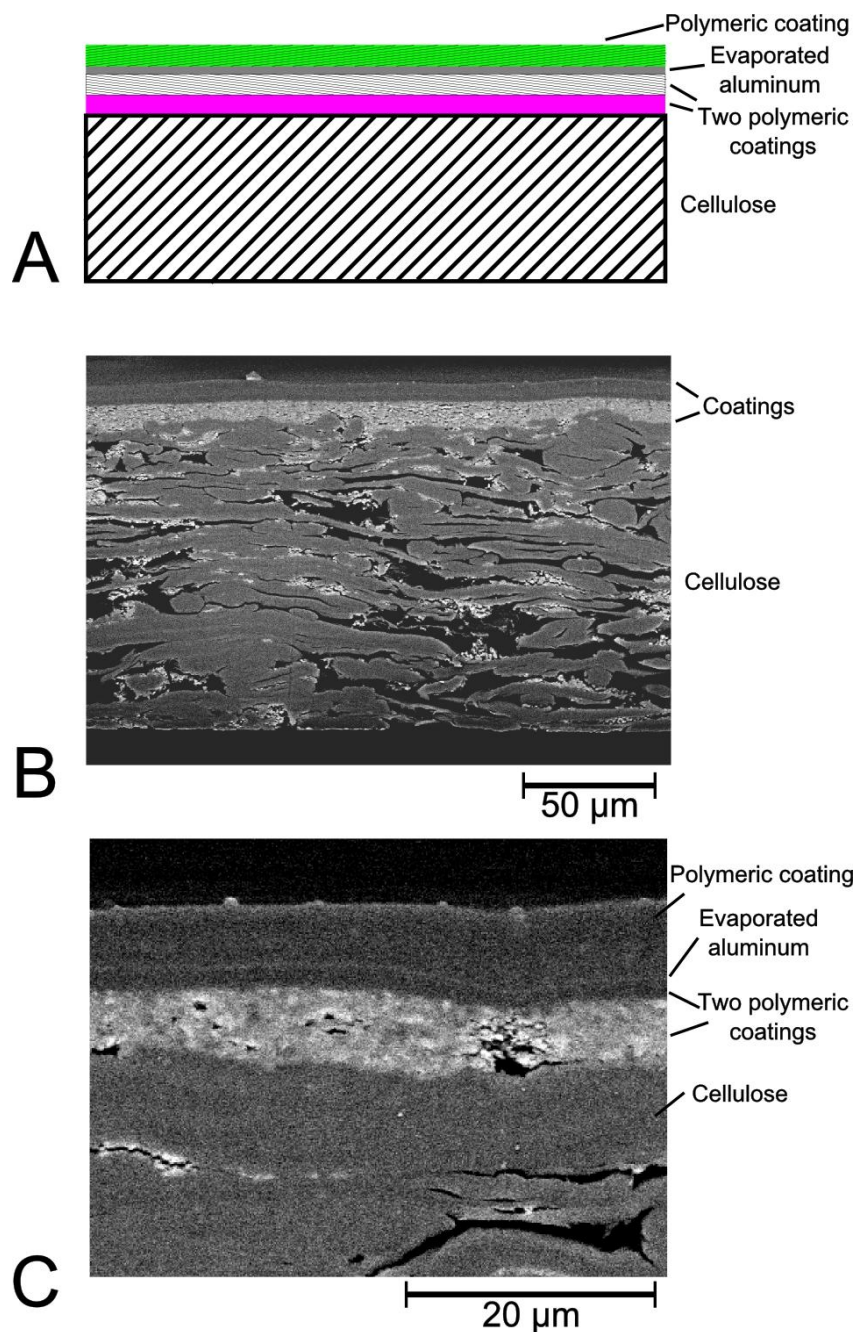 Polymeric coating
Evaporated
aluminum
Two polymeric
coatings
Cellulose
A
Coatings
Cellulose
B
50 μm
Polymeric coating
Evaporated
aluminum
Two polymeric
coatings
Cellulose
C
20 μm